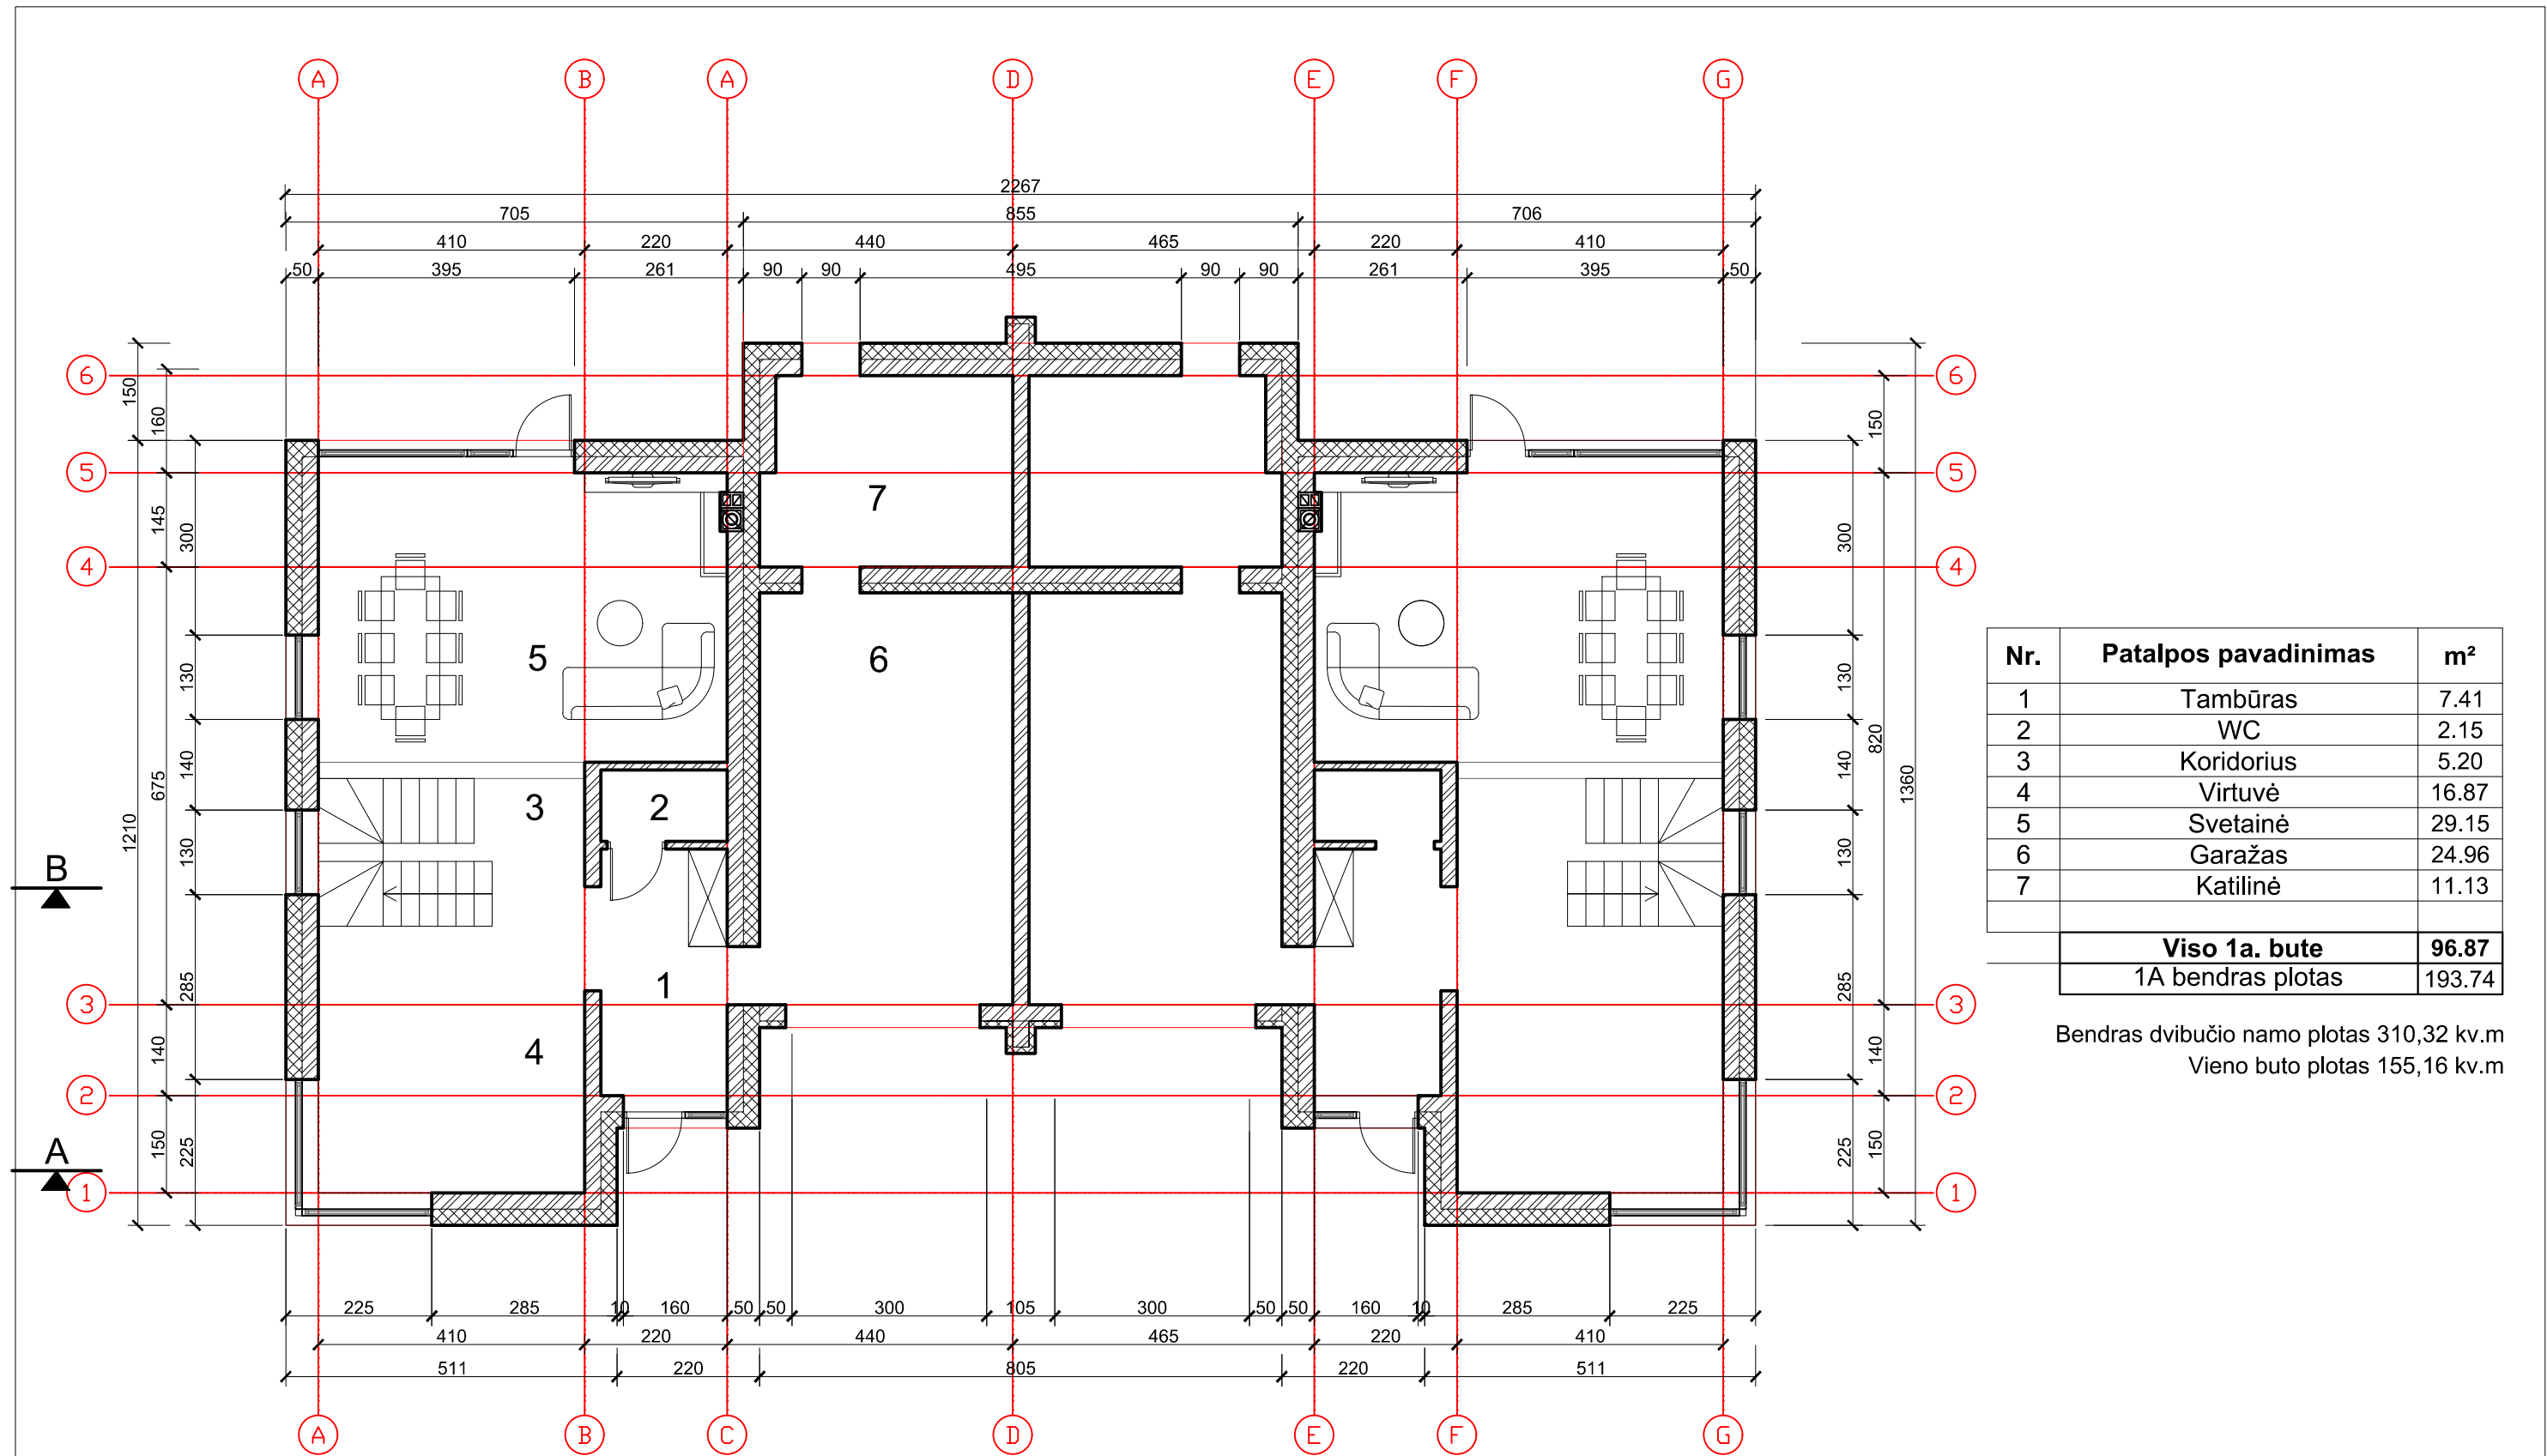 A B A D E F G
2267
705 855 706
410 220 440 465 220 410
50 395 261 90 90 495 90 90 261 395 50
6 6
5 5
4 4
3 3
2 2
1 1
150 160 145 300 130 675 140 1210 130 285 140 150 225
150 300 130 820 140 1360 130 285 140 225 150
7
5 6
3 2
1
4
B
A
Nr. Patalpos pavadinimas m²
1 Tambūras 7.41
2 WC 2.15
3 Koridorius 5.20
4 Virtuvė 16.87
5 Svetainė 29.15
6 Garažas 24.96
7 Katilinė 11.13
Viso 1a. bute 96.87
1A bendras plotas 193.74
Bendras dvibučio namo plotas 310,32 kv.m
Vieno buto plotas 155,16 kv.m
225 285 10 160 50 50 300 105 300 50 50 160 10 285 225
410 220 440 465 220 410
511 220 805 220 511
A B C D E F G